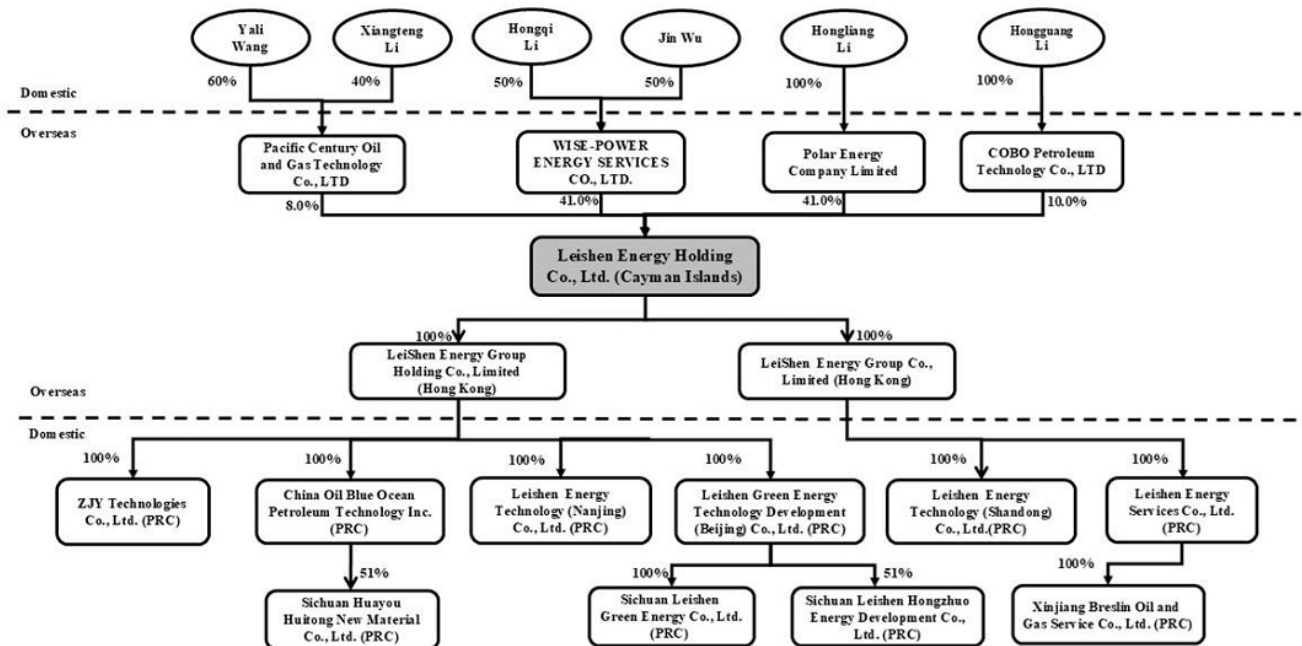 Yali
Wang
Xiangteng
Li
Hongqi
Li
Jin Wu
Hongliang
Li
Hongguang
Li
60%
40%
50%
50%
100%
100%
Domestic
Overseas
Pacific Century Oil
and Gas Technology
Co., LTD
WISE-POWER
ENERGY SERVICES
CO., LTD.
Polar Energy
Company Limited
COBO Petroleum
Technology Co., LTD
8.0%
41.0%
41.0%
10.0%
Leishen Energy Holding
Co., Ltd. (Cayman Islands)
100%
100%
LeiShen Energy Group
Holding Co., Limited
(Hong Kong)
LeiShen Energy Group Co.,
Limited (Hong Kong)
Overseas
Domestic
100%
100%
100%
100%
100%
100%
ZJY Technologies
Co., Ltd. (PRC)
China Oil Blue Ocean
Petroleum Technology Inc.
(PRC)
Leishen Energy
Technology (Nanjing)
Co., Ltd. (PRC)
Leishen Green Energy
Technology Development
(Beijing) Co., Ltd. (PRC)
Leishen Energy
Technology (Shandong)
Co., Ltd.(PRC)
Leishen Energy
Services Co., Ltd.
(PRC)
51%
100%
51%
100%
Sichuan Huayou
Huitong New Material
Co., Ltd. (PRC)
Sichuan Leishen
Green Energy Co., Ltd.
(PRC)
Sichuan Leishen Hongzhuo
Energy Development Co.,
Ltd. (PRC)
Xinjiang Breslin Oil and
Gas Service Co., Ltd. (PRC)